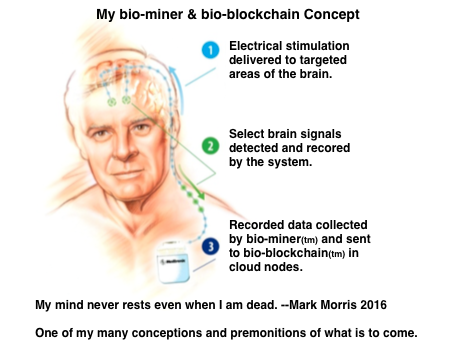 My bio-miner & bio-blockchain Concept
1
Electrical stimulation
delivered to targeted
areas of the brain.
2
Select brain signals
detected and recored
by the system.
3
Recorded data collected
by bio-miner(tm) and sent
to bio-blockchain(tm) in
cloud nodes.
My mind never rests even when I am dead. --Mark Morris 2016
One of my many conceptions and premonitions of what is to come.